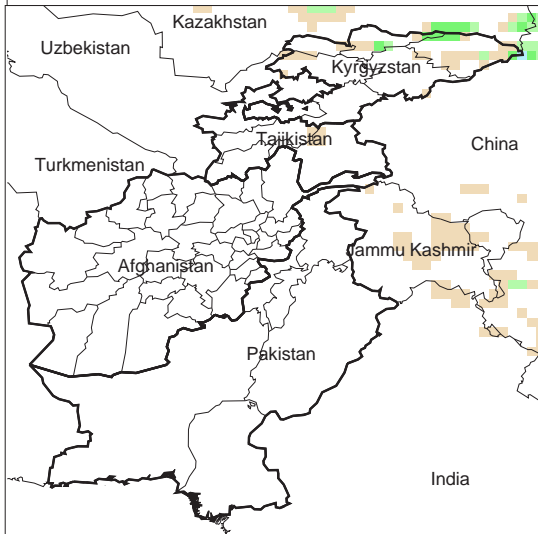 Kazakhstan
Uzbekistan
Kyrgyzstan
Tajikistan
China
Turkmenistan
Jammu Kashmir
Afghanistan
Pakistan
India